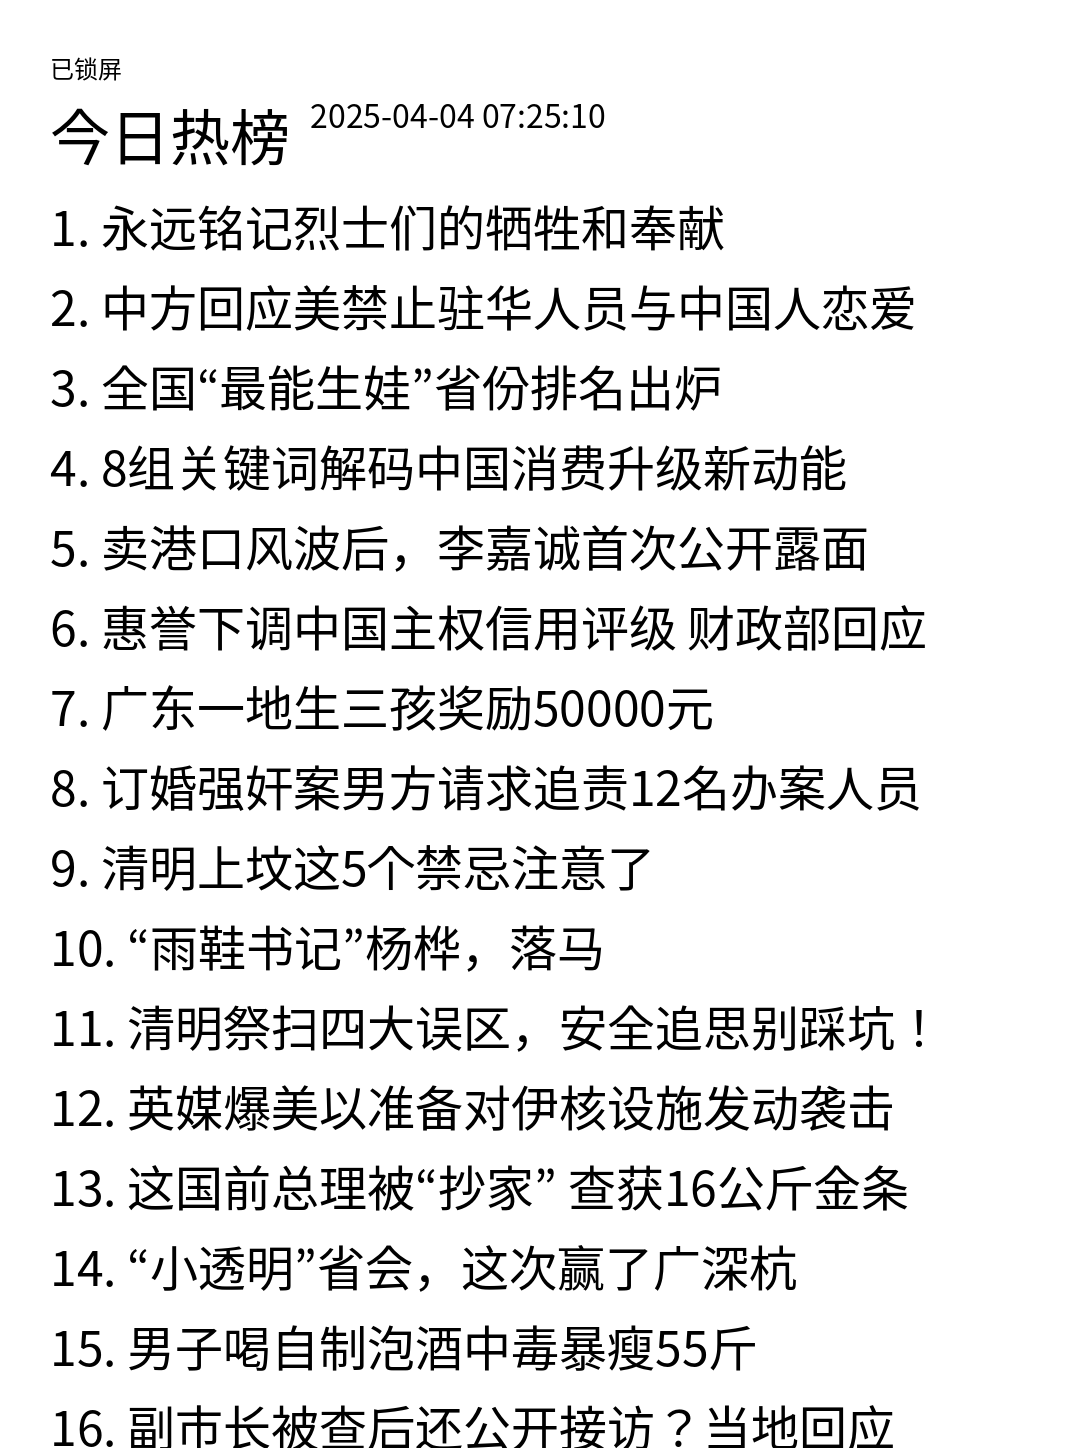 已锁屏
今日热榜 2025-04-04 07:25:10
1. 永远铭记烈士们的牺牲和奉献
2. 中方回应美禁止驻华人员与中国人恋爱
3. 全国“最能生娃”省份排名出炉
4. 8组关键词解码中国消费升级新动能
5. 卖港口风波后，李嘉诚首次公开露面
6. 惠誉下调中国主权信用评级 财政部回应
7. 广东一地生三孩奖励50000元
8. 订婚强奸案男方请求追责12名办案人员
9. 清明上坟这5个禁忌注意了
10. “雨鞋书记”杨桦，落马
11. 清明祭扫四大误区，安全追思别踩坑！
12. 英媒爆美以准备对伊核设施发动袭击
13. 这国前总理被“抄家” 查获16公斤金条
14. “小透明”省会，这次赢了广深杭
15. 男子喝自制泡酒中毒暴瘦55斤
16. 副市长被查后还公开接访？当地回应